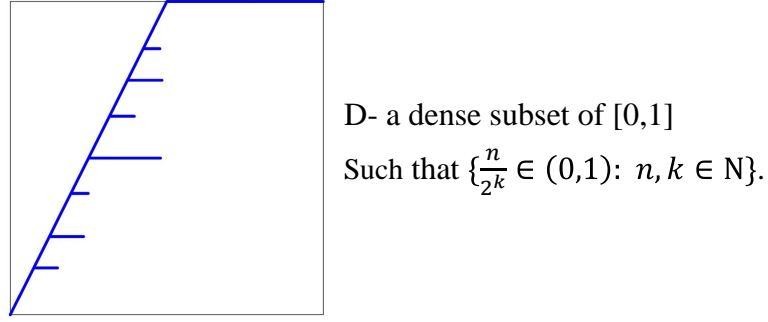 D- a dense subset of [0,1]
Such that {n/2^k ∈ (0,1): n, k ∈ N}.